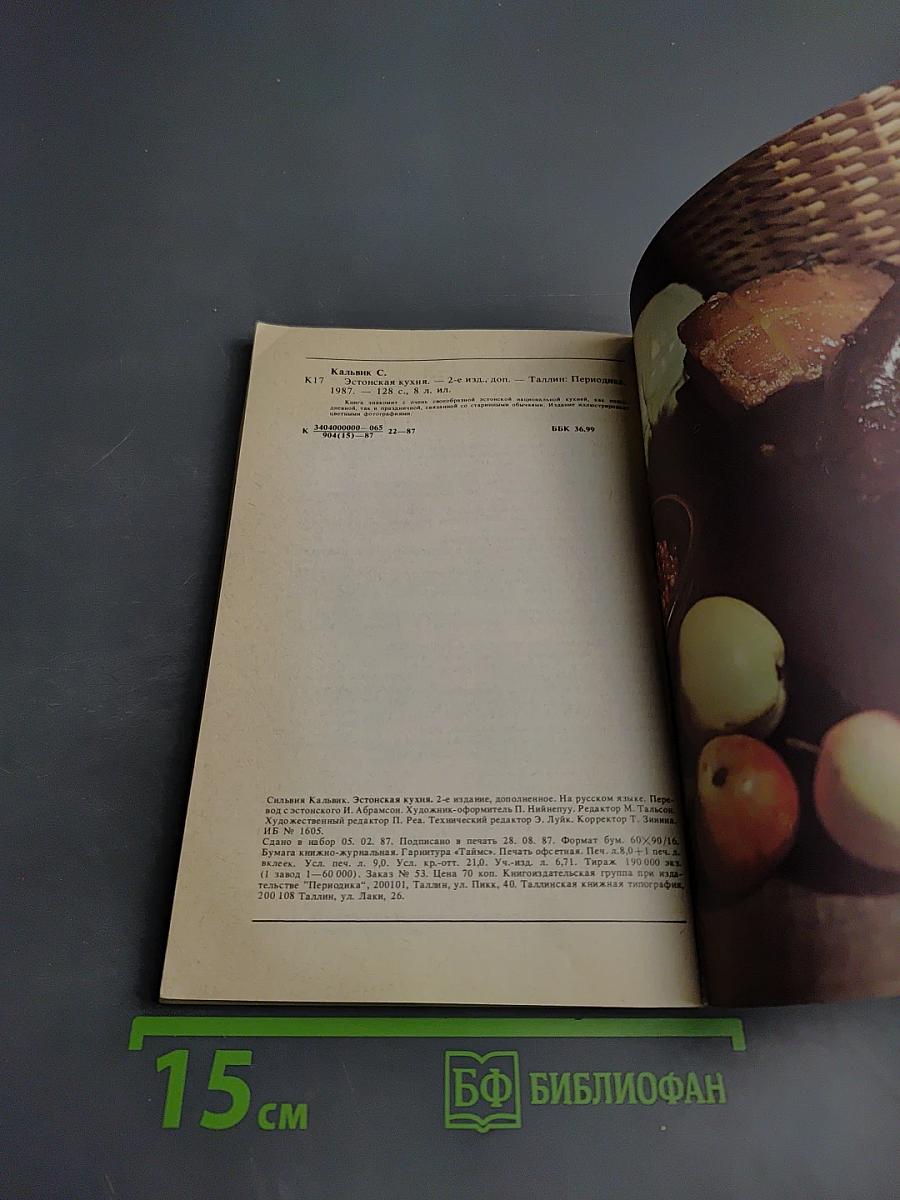 Кальвик С.
К17 Эстонская кухня. — 2-е изд., доп. — Таллин: Периодика,
1987. — 128 с., 8 л. ил.
Книга знакомит с очень своеобразной эстонской национальной кухней, как
дневной, так и праздничной, связанной со старинными обычаями. Издание иллюстрировано
цветными фотографиями.
К 3404000000—065 22—87 ББК 36.99
904(15)—87
Сильвия Кальвик. Эстонская кухня. 2-е издание, дополненное. На русском языке. Пере-
вод с эстонского И. Абрамсон. Художник-оформитель П. Нийнепуу. Редактор М. Тальсон.
Художественный редактор П. Реа. Технический редактор Э. Луйк. Корректор Т. Зинина.
ИБ № 1605.
Сдано в набор 05. 02. 87. Подписано в печать 28. 08. 87. Формат бум. 60×90/16.
Бумага книжно-журнальная. Гарнитура «Таймс». Печать офсетная. Печ. л.8,0+1 печ. л.
вклеек. Усл. печ. л. 9,0. Усл. кр.-отт. 21,0. Уч.-изд. л. 6,71. Тираж 190 000 экз.
(1 завод 1—60 000). Заказ № 53. Цена 70 коп. Книгоиздательская группа при изда-
тельстве "Периодика", 200101, Таллин, ул. Пикк, 40. Таллинская книжная типография,
200 108 Таллин, ул. Лаки, 26.
15 см
БФ БИБЛИОФАН